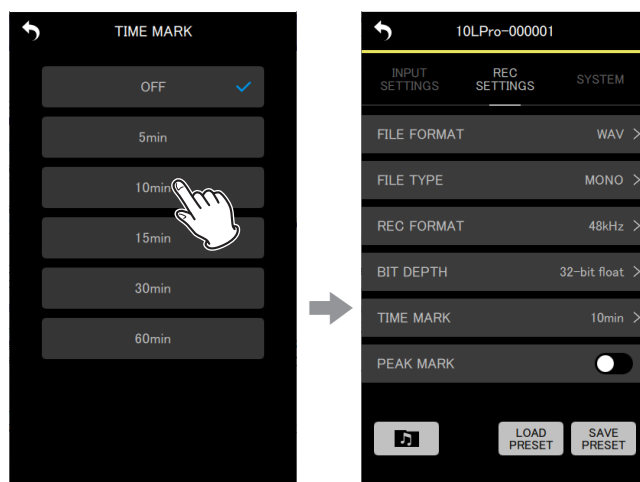 TIME MARK
OFF
5min
10min
15min
30min
60min
10LPro-000001
INPUT
SETTINGS
REC
SETTINGS
SYSTEM
FILE FORMAT WAV
FILE TYPE MONO
REC FORMAT 48kHz
BIT DEPTH 32-bit float
TIME MARK 10min
PEAK MARK
LOAD
PRESET
SAVE
PRESET